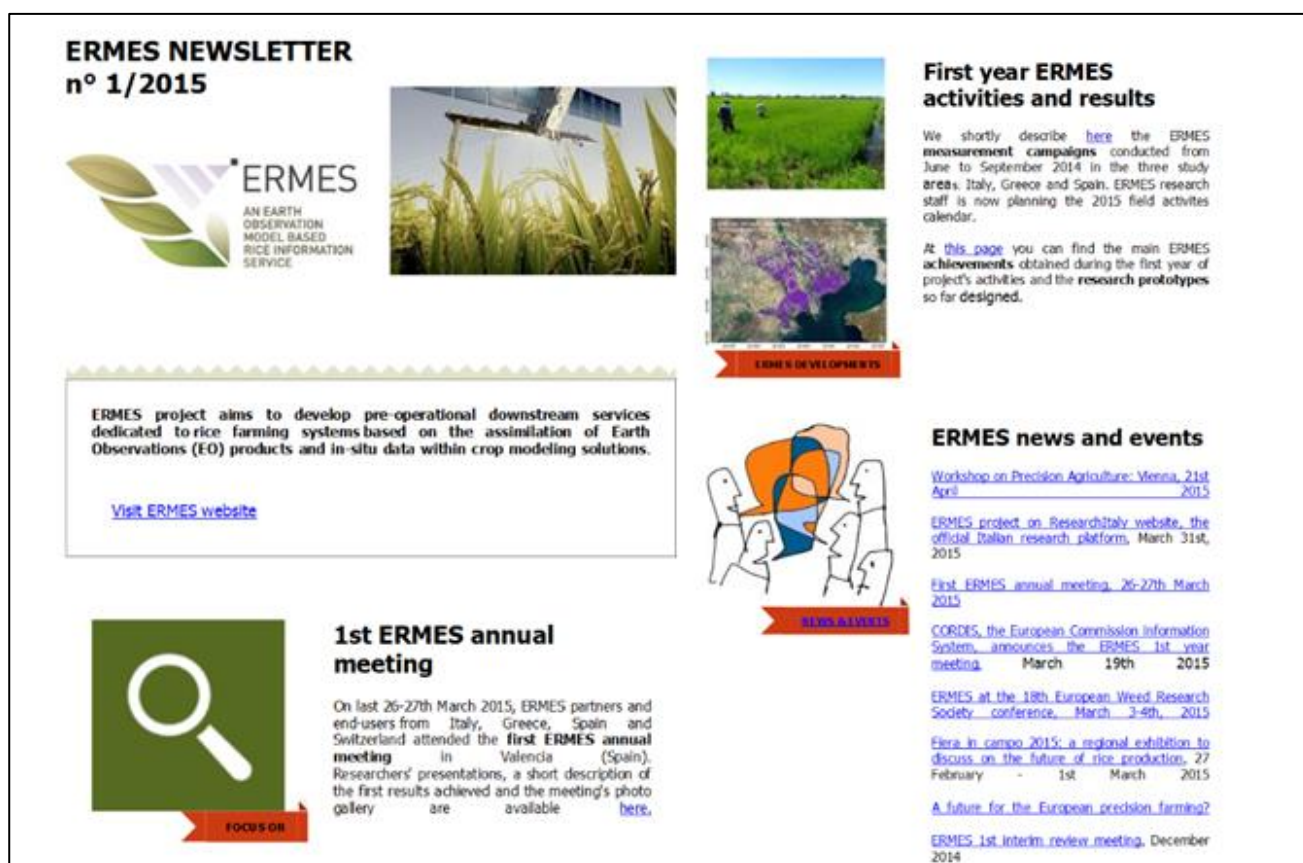 ERMES NEWSLETTER
n° 1/2015
ERMES
AN EARTH
OBSERVATION
MODEL BASED
RICE INFORMATION
SERVICE
ERMES project aims to develop pre-operational downstream services
dedicated to rice farming systems based on the assimilation of Earth
Observations (EO) products and in-situ data within crop modeling solutions.
Visit ERMES website
FOCUS ON
1st ERMES annual
meeting
On last 26-27th March 2015, ERMES partners and
end-users from Italy, Greece, Spain and
Switzerland attended the first ERMES annual
meeting in Valencia (Spain).
Researchers' presentations, a short description of
the first results achieved and the meeting's photo
gallery are available here.
ERMES DEVELOPMENTS
First year ERMES
activities and results
We shortly describe here the ERMES
measurement campaigns conducted from
June to September 2014 in the three study
areas: Italy, Greece and Spain. ERMES research
staff is now planning the 2015 field activites
calendar.
At this page you can find the main ERMES
achievements obtained during the first year of
project's activities and the research prototypes
so far designed.
NEWS & EVENTS
ERMES news and events
Workshop on Precision Agriculture: Vienna, 21st
April 2015
ERMES project on ResearchItaly website, the
official Italian research platform, March 31st,
2015
First ERMES annual meeting, 26-27th March
2015
CORDIS, the European Commission Information
System, announces the ERMES 1st year
meeting, March 19th 2015
ERMES at the 18th European Weed Research
Society conference, March 3-4th, 2015
Fiera in campo 2015: a regional exhibition to
discuss on the future of rice production, 27
February - 1st March 2015
A future for the European precision farming?
ERMES 1st interim review meeting, December
2014